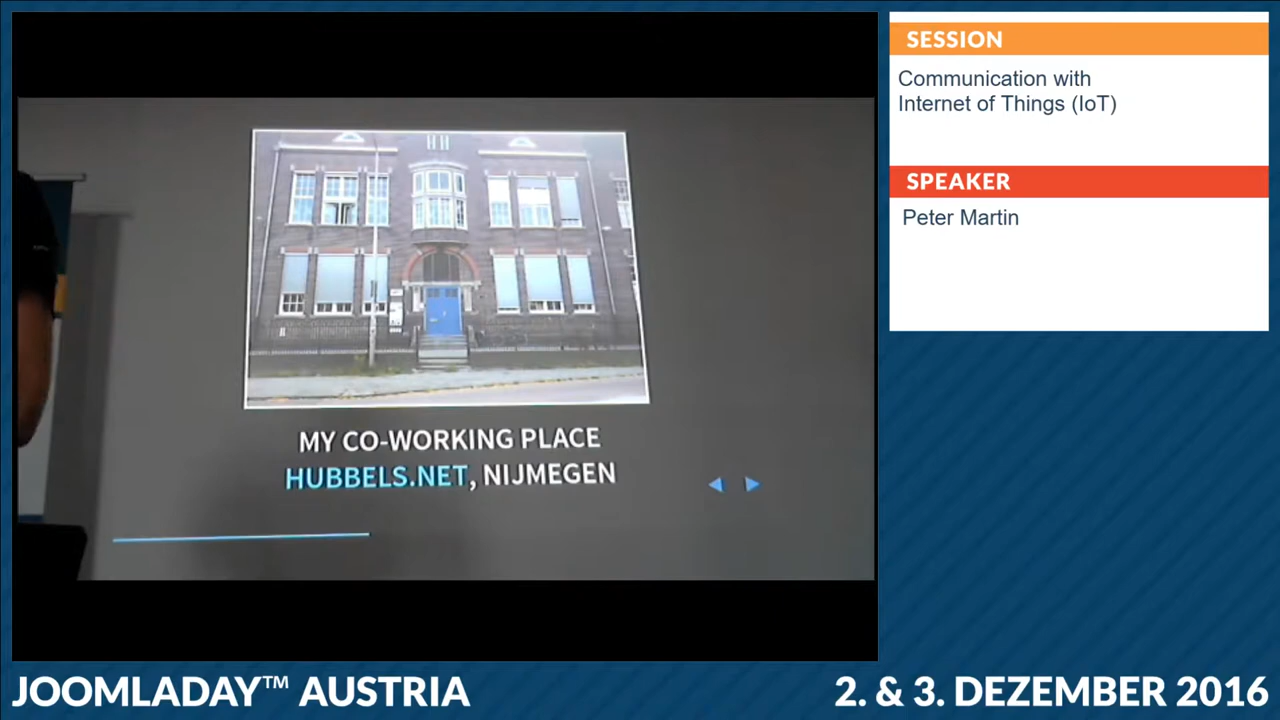 SESSION
Communication with
Internet of Things (IoT)
SPEAKER
Peter Martin
MY CO-WORKING PLACE
HUBBELS.NET, NIJMEGEN
JOOMLADAY™ AUSTRIA
2. & 3. DEZEMBER 2016